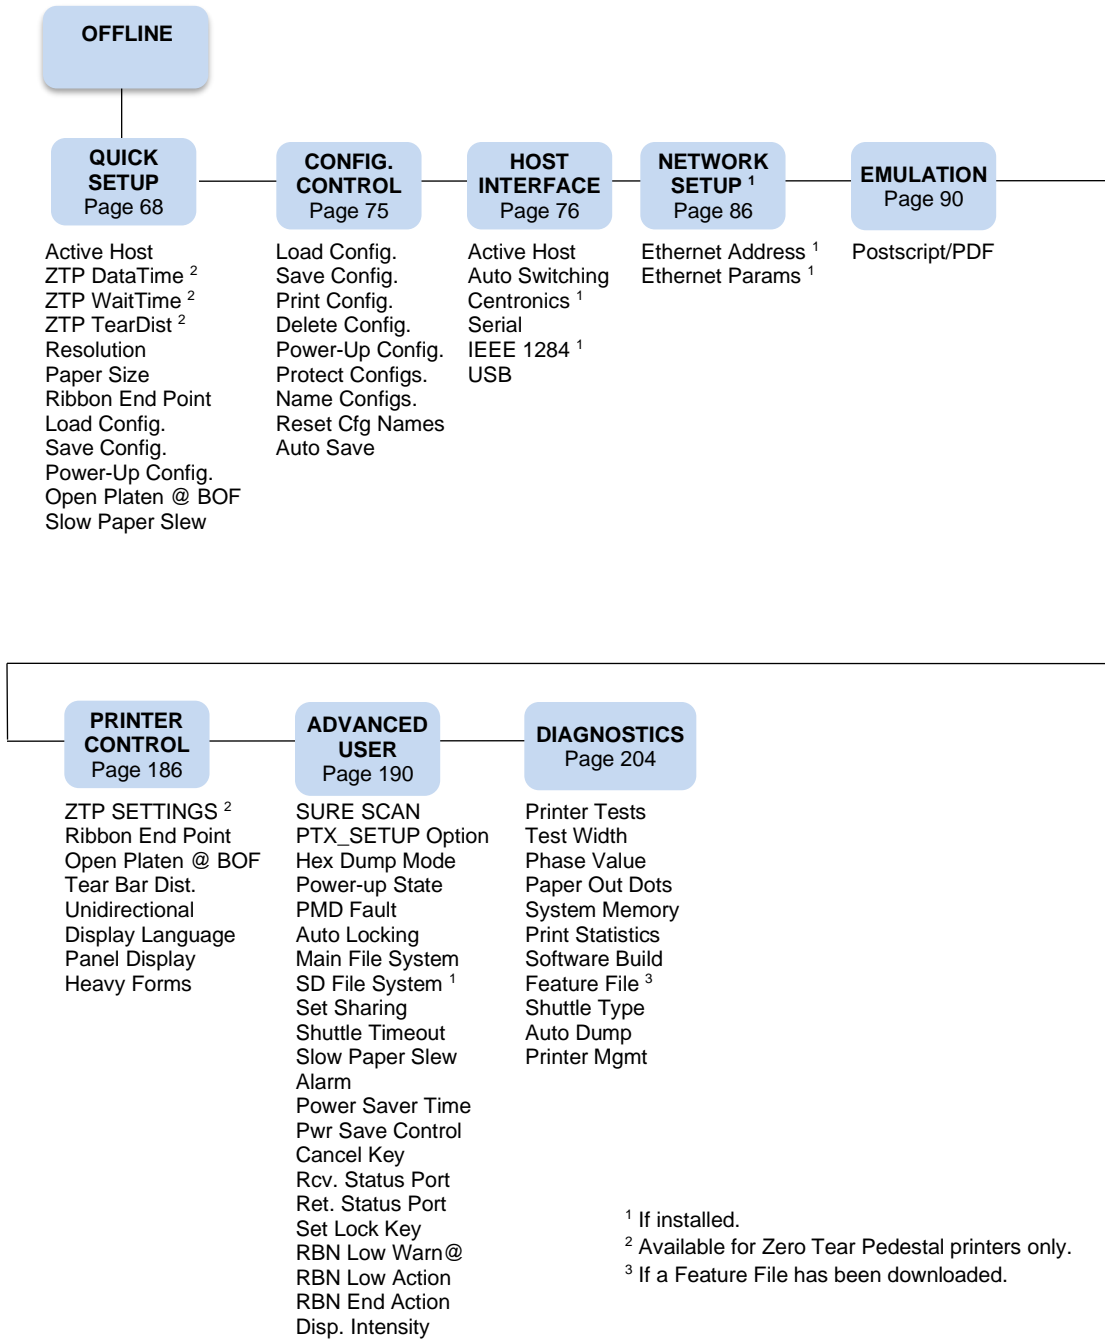 OFFLINE
QUICK
SETUP
Page 68
Active Host
ZTP DataTime ²
ZTP WaitTime ²
ZTP TearDist ²
Resolution
Paper Size
Ribbon End Point
Load Config.
Save Config.
Power-Up Config.
Open Platen @ BOF
Slow Paper Slew
CONFIG.
CONTROL
Page 75
Load Config.
Save Config.
Print Config.
Delete Config.
Power-Up Config.
Protect Configs.
Name Configs.
Reset Cfg Names
Auto Save
HOST
INTERFACE
Page 76
Active Host
Auto Switching
Centronics ¹
Serial
IEEE 1284 ¹
USB
NETWORK
SETUP ¹
Page 86
Ethernet Address ¹
Ethernet Params ¹
EMULATION
Page 90
Postscript/PDF
PRINTER
CONTROL
Page 186
ZTP SETTINGS ²
Ribbon End Point
Open Platen @ BOF
Tear Bar Dist.
Unidirectional
Display Language
Panel Display
Heavy Forms
ADVANCED
USER
Page 190
SURE SCAN
PTX_SETUP Option
Hex Dump Mode
Power-up State
PMD Fault
Auto Locking
Main File System
SD File System ¹
Set Sharing
Shuttle Timeout
Slow Paper Slew
Alarm
Power Saver Time
Pwr Save Control
Cancel Key
Rcv. Status Port
Ret. Status Port
Set Lock Key
RBN Low Warn@
RBN Low Action
RBN End Action
Disp. Intensity
DIAGNOSTICS
Page 204
Printer Tests
Test Width
Phase Value
Paper Out Dots
System Memory
Print Statistics
Software Build
Feature File ³
Shuttle Type
Auto Dump
Printer Mgmt
¹ If installed.
² Available for Zero Tear Pedestal printers only.
³ If a Feature File has been downloaded.